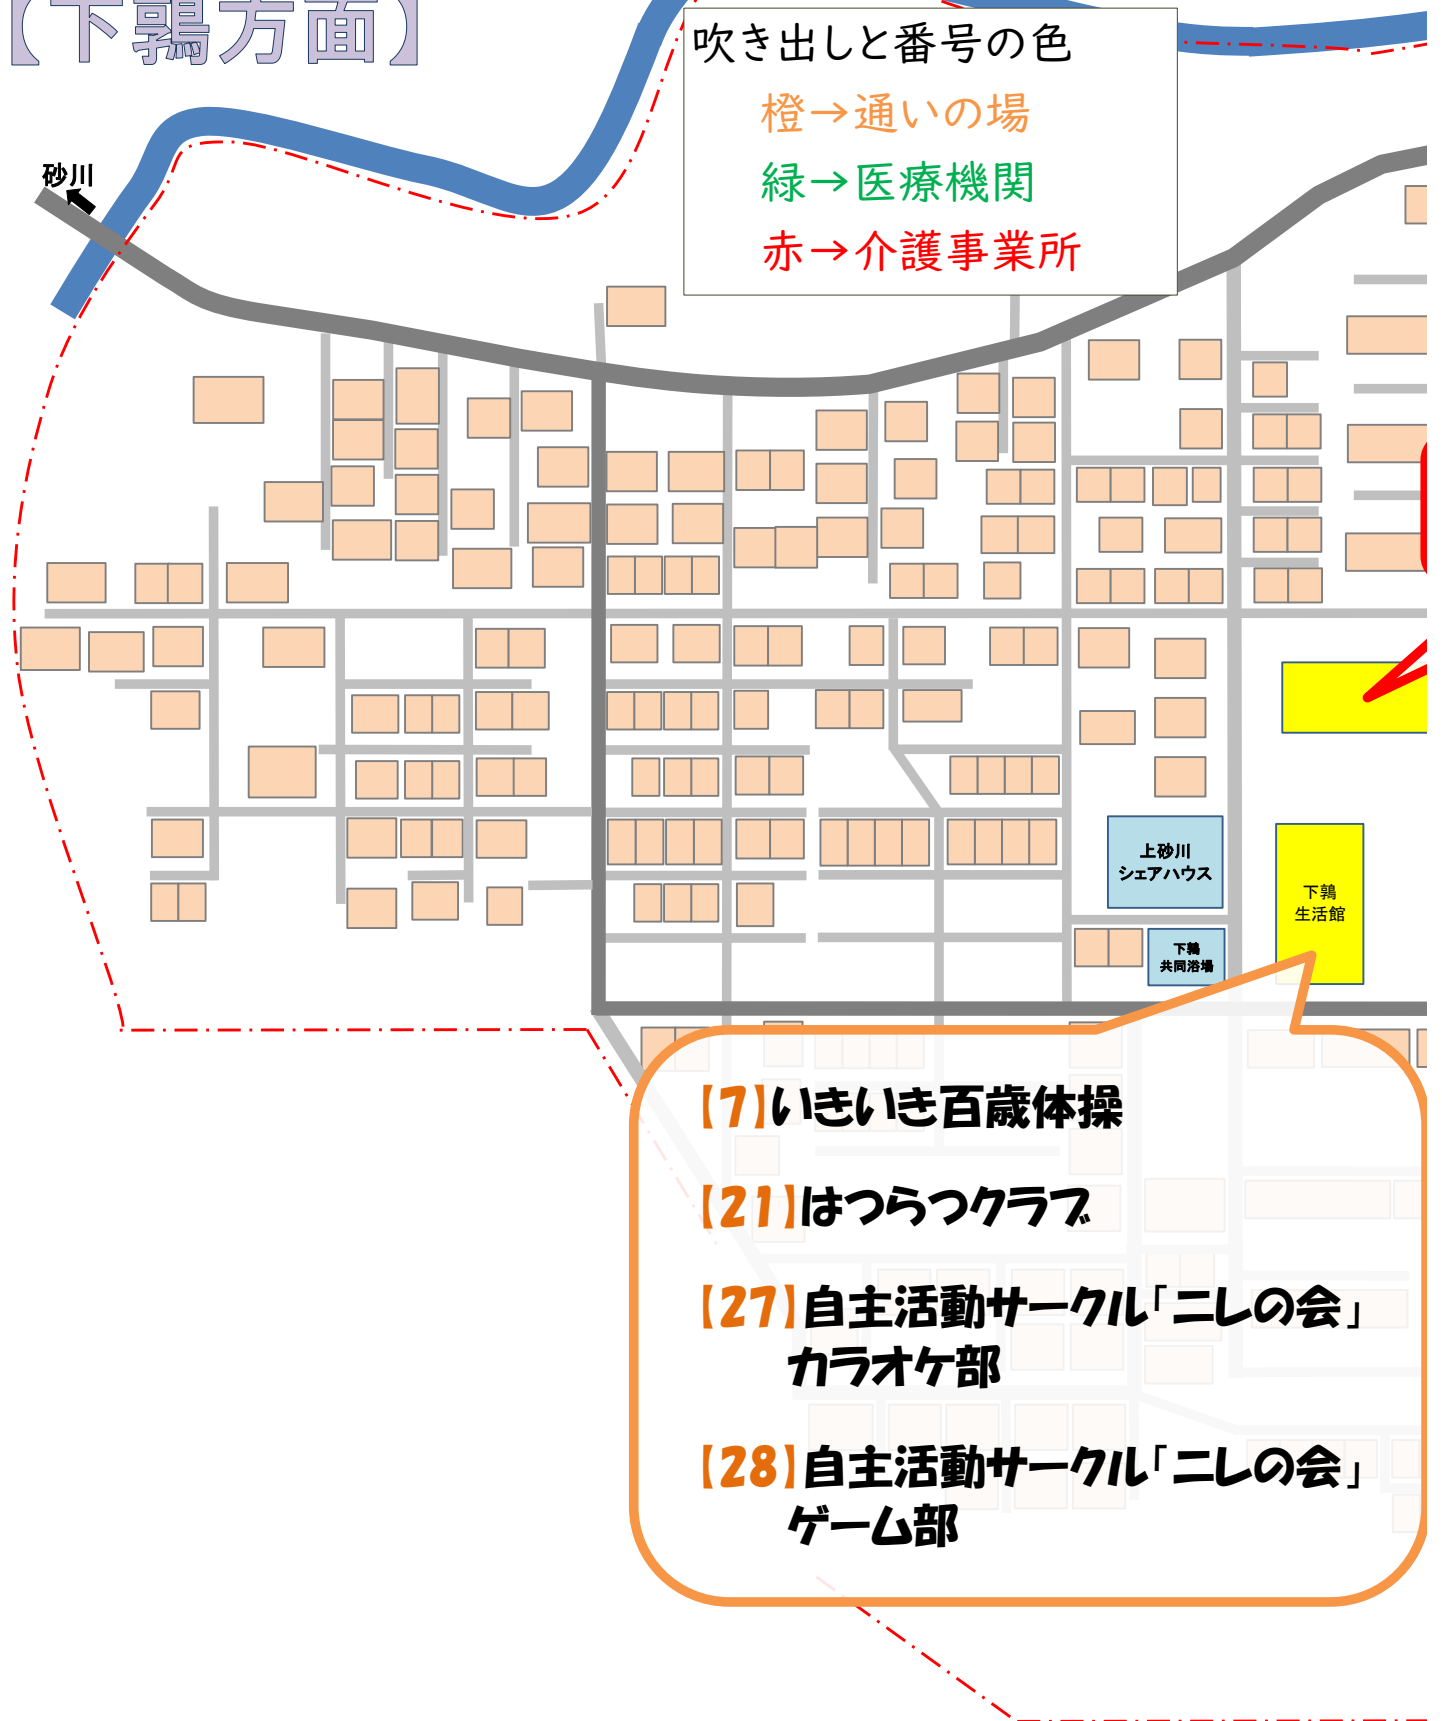 【下鶉方面】
吹き出しと番号の色
橙→通いの場
緑→医療機関
赤→介護事業所
砂川
上砂川
シェアハウス
下鶉
生活館
下鶉
共同浴場
【7】いきいき百歳体操
【21】はつらつクラブ
【27】自主活動サークル「ニレの会」
カラオケ部
【28】自主活動サークル「ニレの会」
ゲーム部